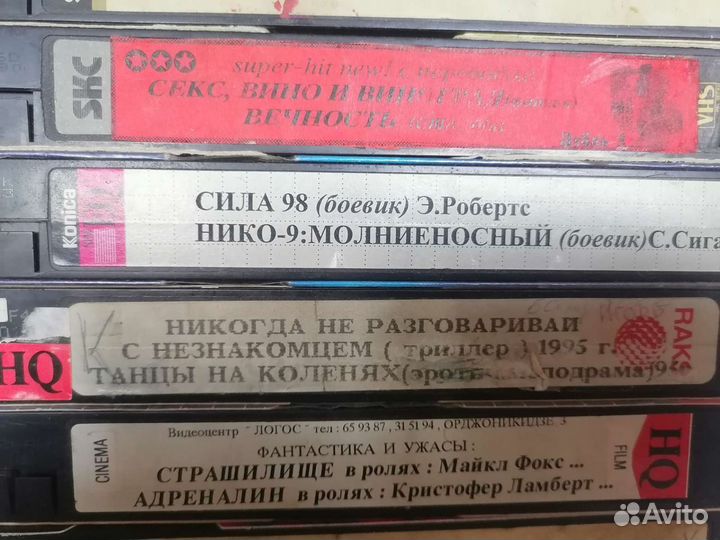 SKC
super-hit new!
СЕКС, ВИНО И
ВЕЧНОСТЬ
VHS
Konica
СИЛА 98 (боевик) Э.Робертс
НИКО-9:МОЛНИЕНОСНЫЙ (боевик)С.Сига
K
НИКОГДА НЕ РАЗГОВАРИВАЙ
С НЕЗНАКОМЦЕМ ( триллер ) 1995 г.
ТАНЦЫ НА КОЛЕНЯХ
HQ
RAKS
Видеоцентр "ЛОГОС" тел : 65 93 87 , 31 51 94 , ОРДЖОНИКИДЗЕ 3
CINEMA
ФАНТАСТИКА И УЖАСЫ :
СТРАШИЛИЩЕ в ролях : Майкл Фокс ...
АДРЕНАЛИН в ролях : Кристофер Ламберт ...
FILM
HQ
Avito